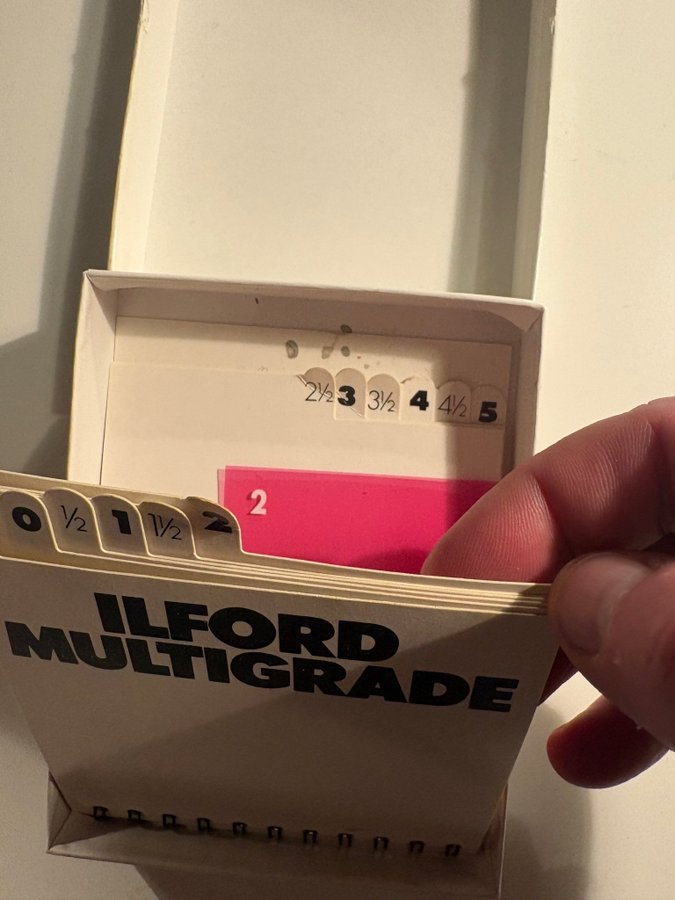 2½ 3 3½ 4 4½ 5
2
0 ½ 1 1½ 2
ILFORD
MULTIGRADE